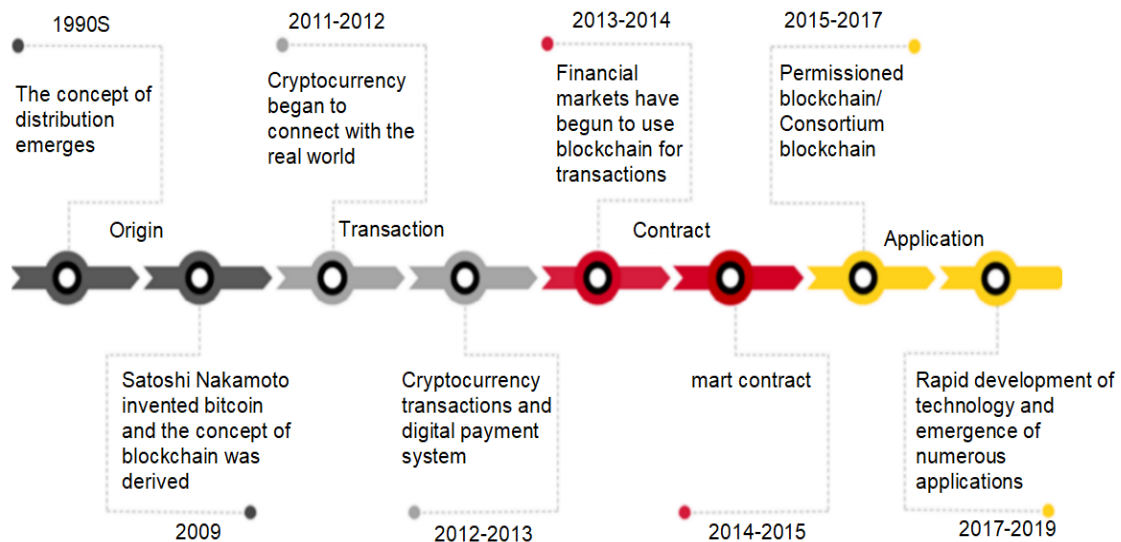 1990S
The concept of
distribution
emerges
2011-2012
Cryptocurrency
began to
connect with the
real world
2013-2014
Financial
markets have
begun to use
blockchain for
transactions
2015-2017
Permissioned
blockchain/
Consortium
blockchain
Origin
Transaction
Contract
Application
Satoshi Nakamoto
invented bitcoin
and the concept of
blockchain was
derived
2009
Cryptocurrency
transactions and
digital payment
system
2012-2013
mart contract
2014-2015
Rapid development of
technology and
emergence of
numerous
applications
2017-2019